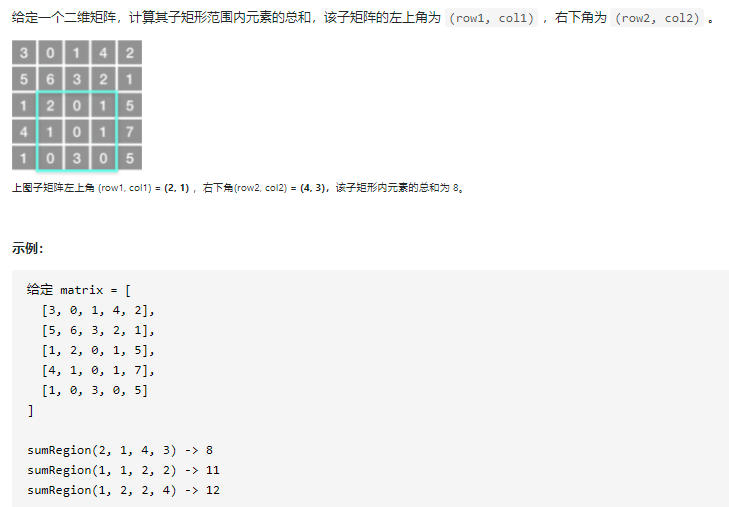 给定一个二维矩阵，计算其子矩形范围内元素的总和，该子矩阵的左上角为 (row1, col1) ，右下角为 (row2, col2) 。
3 0 1 4 2
5 6 3 2 1
1 2 0 1 5
4 1 0 1 7
1 0 3 0 5
上图子矩阵左上角 (row1, col1) = (2, 1) ，右下角(row2, col2) = (4, 3)，该子矩形内元素的总和为 8。
示例：
给定 matrix = [
[3, 0, 1, 4, 2],
[5, 6, 3, 2, 1],
[1, 2, 0, 1, 5],
[4, 1, 0, 1, 7],
[1, 0, 3, 0, 5]
]
sumRegion(2, 1, 4, 3) -> 8
sumRegion(1, 1, 2, 2) -> 11
sumRegion(1, 2, 2, 4) -> 12